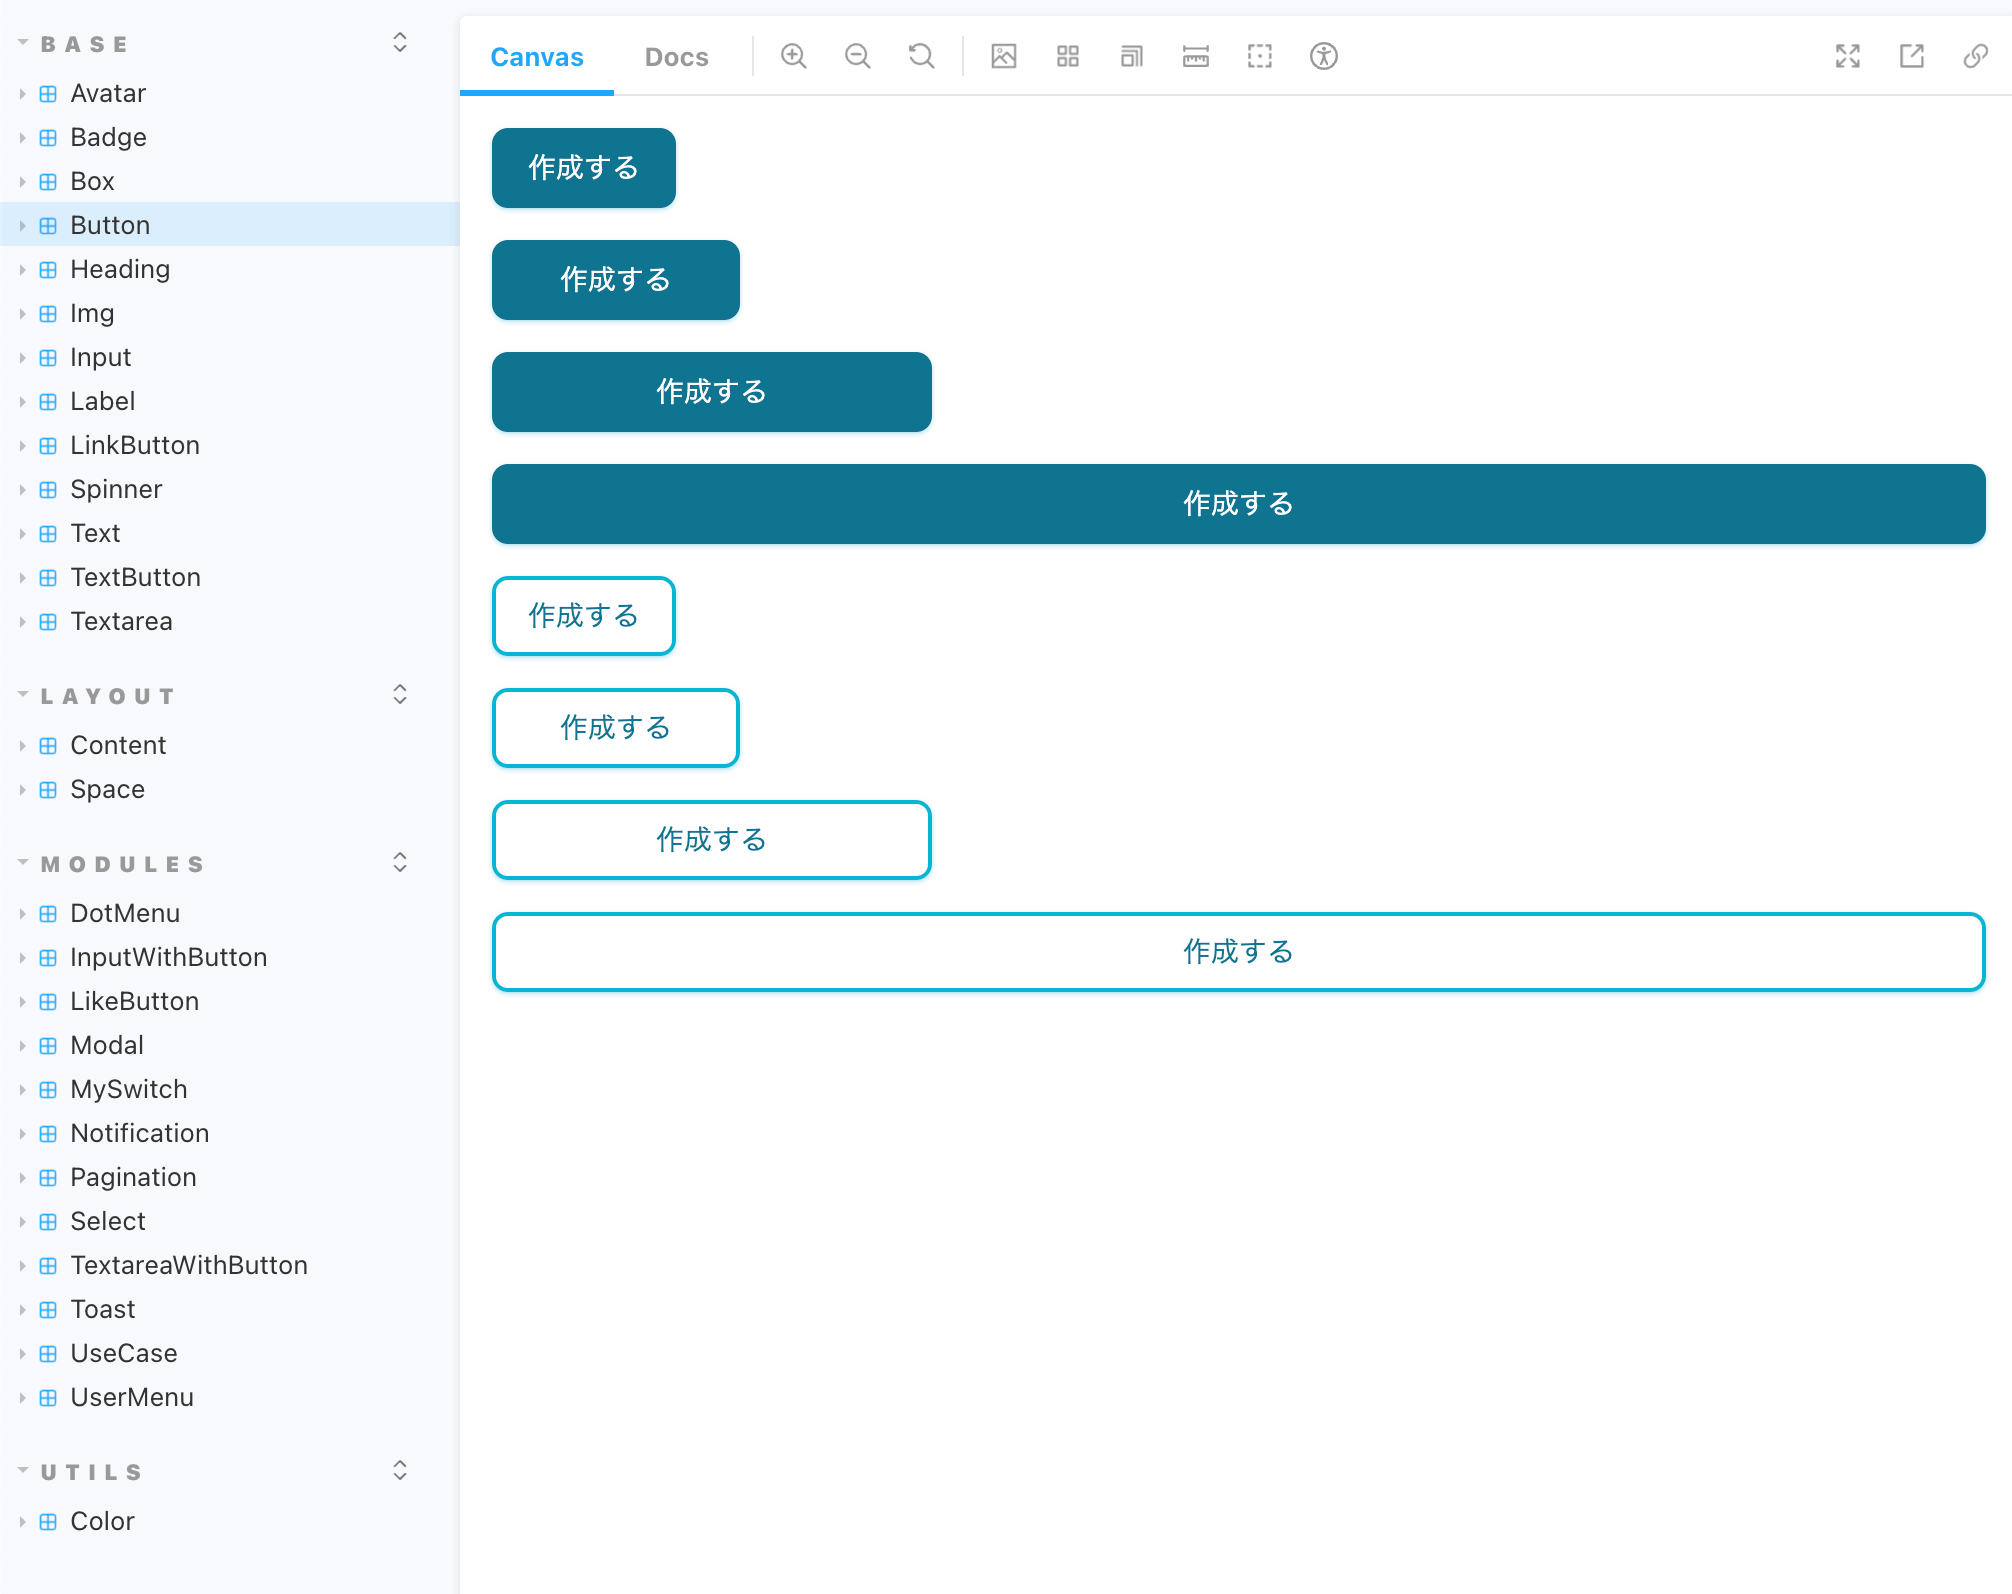 BASE
Avatar
Badge
Box
Button
Heading
Img
Input
Label
LinkButton
Spinner
Text
TextButton
Textarea
LAYOUT
Content
Space
MODULES
DotMenu
InputWithButton
LikeButton
Modal
MySwitch
Notification
Pagination
Select
TextareaWithButton
Toast
UseCase
UserMenu
UTILS
Color
Canvas Docs
作成する
作成する
作成する
作成する
作成する
作成する
作成する
作成する